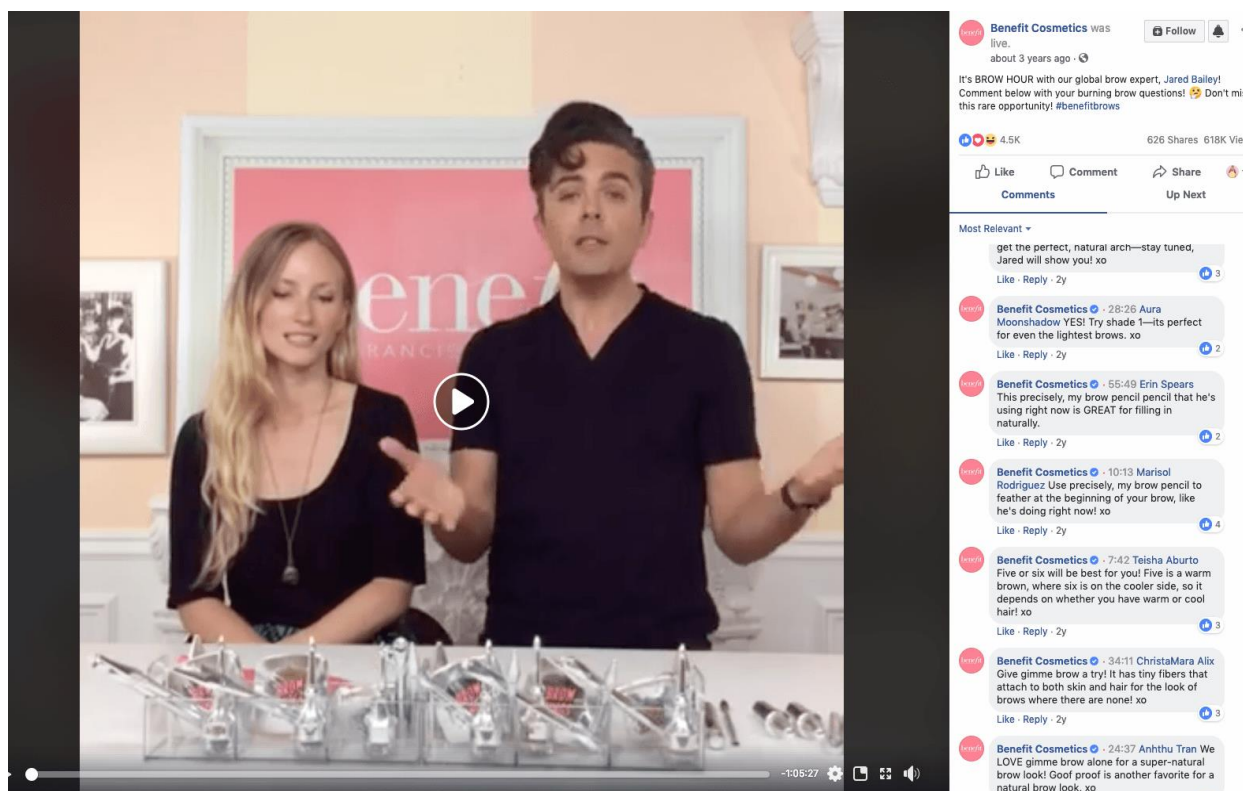 Benefit Cosmetics was
live.
about 3 years ago ·
Follow
It's BROW HOUR with our global brow expert, Jared Bailey!
Comment below with your burning brow questions! 🤔 Don't mi
this rare opportunity! #benefitbrows
4.5K
626 Shares 618K Vie
Like
Comment
Share
Comments
Up Next
Most Relevant
get the perfect, natural arch—stay tuned,
Jared will show you! xo
3
Like · Reply · 2y
Benefit Cosmetics · 28:26 Aura
Moonshadow YES! Try shade 1—its perfect
for even the lightest brows. xo
2
Like · Reply · 2y
Benefit Cosmetics · 55:49 Erin Spears
This precisely, my brow pencil pencil that he's
using right now is GREAT for filling in
naturally.
2
Like · Reply · 2y
Benefit Cosmetics · 10:13 Marisol
Rodriguez Use precisely, my brow pencil to
feather at the beginning of your brow, like
he's doing right now! xo
4
Like · Reply · 2y
Benefit Cosmetics · 7:42 Teisha Aburto
Five or six will be best for you! Five is a warm
brown, where six is on the cooler side, so it
depends on whether you have warm or cool
hair! xo
3
Like · Reply · 2y
Benefit Cosmetics · 34:11 ChristaMara Alix
Give gimme brow a try! It has tiny fibers that
attach to both skin and hair for the look of
brows where there are none! xo
3
Like · Reply · 2y
Benefit Cosmetics · 24:37 Anhthu Tran We
LOVE gimme brow alone for a super-natural
brow look! Goof proof is another favorite for a
natural brow look. xo
enef
RANCIS
BROW
BROW
-1:05:27